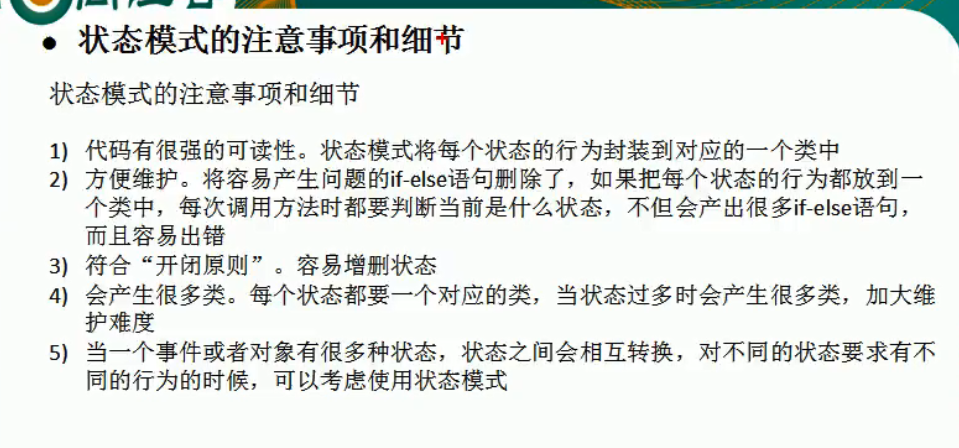 ● 状态模式的注意事项和细节
状态模式的注意事项和细节
1) 代码有很强的可读性。状态模式将每个状态的行为封装到对应的一个类中
2) 方便维护。将容易产生问题的if-else语句删除了，如果把每个状态的行为都放到一
个类中，每次调用方法时都要判断当前是什么状态，不但会产出很多if-else语句，
而且容易出错
3) 符合“开闭原则”。容易增删状态
4) 会产生很多类。每个状态都要一个对应的类，当状态过多时会产生很多类，加大维
护难度
5) 当一个事件或者对象有很多种状态，状态之间会相互转换，对不同的状态要求有不
同的行为的时候，可以考虑使用状态模式